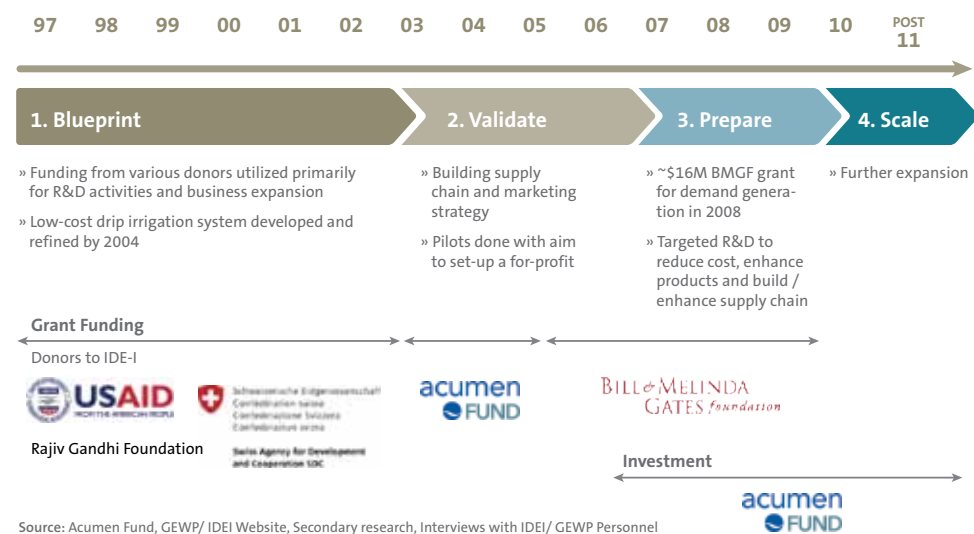 97 98 99 00 01 02 03 04 05 06 07 08 09 10 POST
11
1. Blueprint
2. Validate
3. Prepare
4. Scale
» Funding from various donors utilized primarily
for R&D activities and business expansion
» Low-cost drip irrigation system developed and
refined by 2004
» Building supply
chain and marketing
strategy
» Pilots done with aim
to set-up a for-profit
» ~$16M BMGF grant
for demand genera-
tion in 2008
» Targeted R&D to
reduce cost, enhance
products and build /
enhance supply chain
» Further expansion
Grant Funding
Donors to IDE-I
USAID
FROM THE AMERICAN PEOPLE
Schweizerische Eidgenossenschaft
Confédération suisse
Confederazione Svizzera
Confederaziun svizra
Swiss Agency for Development
and Cooperation SDC
Rajiv Gandhi Foundation
acumen
FUND
BILL & MELINDA
GATES foundation
Investment
acumen
FUND
Source: Acumen Fund, GEWP/ IDEI Website, Secondary research, Interviews with IDEI/ GEWP Personnel